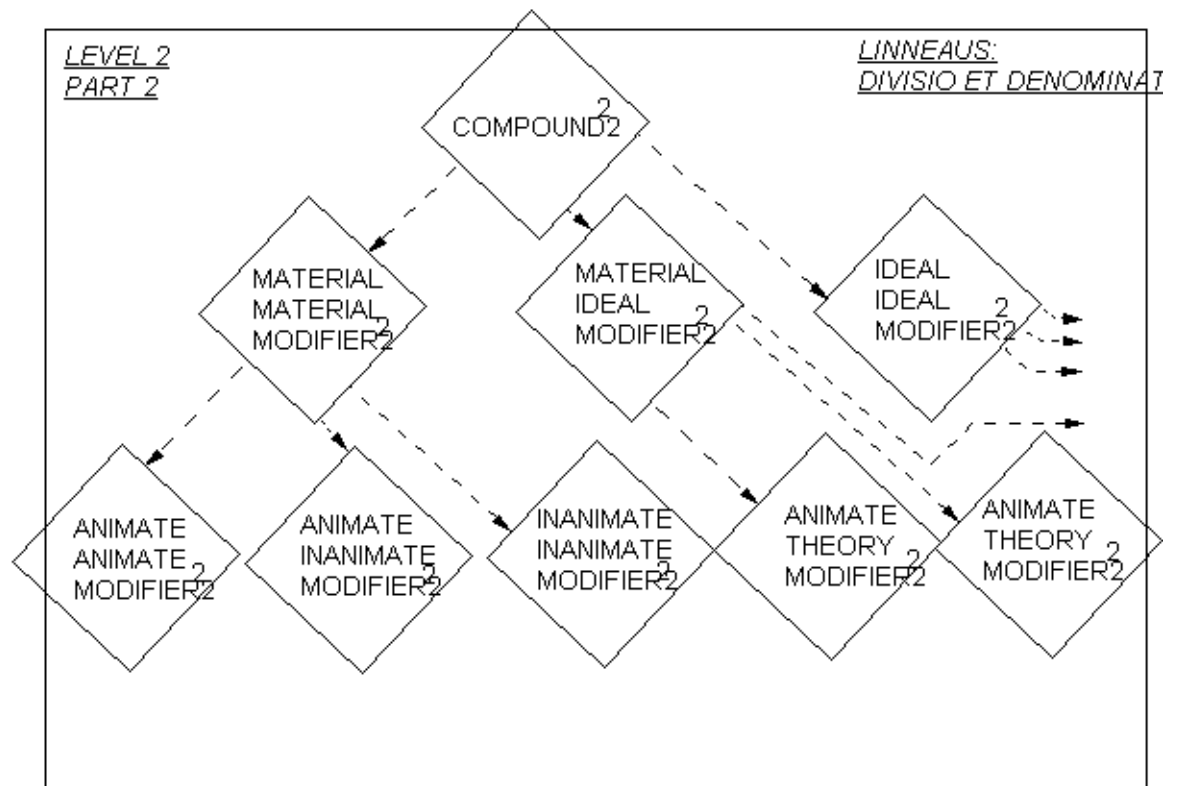 LEVEL 2
PART 2
LINNEAUS:
DIVISIO ET DENOMINAT
COMPOUND2
2
MATERIAL
MATERIAL
MODIFIER2
2
MATERIAL
IDEAL
MODIFIER2
2
IDEAL
IDEAL
MODIFIER2
2
ANIMATE
ANIMATE
MODIFIER2
2
ANIMATE
INANIMATE
MODIFIER2
2
INANIMATE
INANIMATE
MODIFIER2
2
ANIMATE
THEORY
MODIFIER2
2
ANIMATE
THEORY
MODIFIER2
2